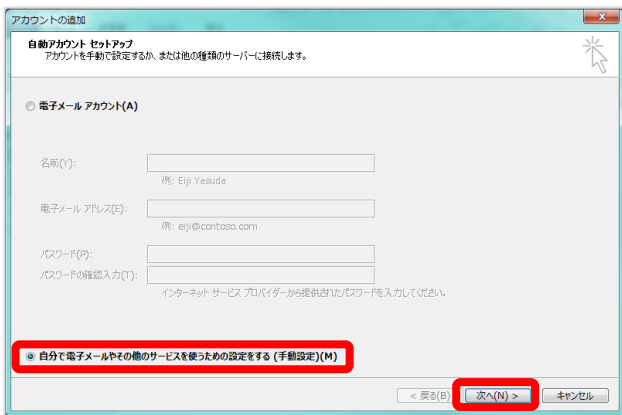 アカウントの追加
自動アカウント セットアップ
アカウントを手動で設定するか、または他の種類のサーバーに接続します。
電子メール アカウント(A)
名前(Y):
例: Eiji Yasuda
電子メール アドレス(E):
例: eiji@contoso.com
パスワード(P):
パスワードの確認入力(T):
インターネット サービス プロバイダーから提供されたパスワードを入力してください。
自分で電子メールやその他のサービスを使うための設定をする (手動設定)(M)
< 戻る(B) 次へ(N) > キャンセル